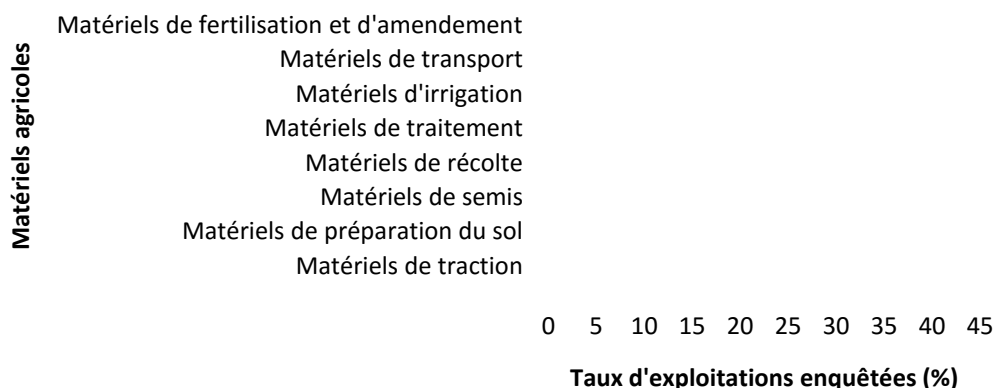 Matériels agricoles
Matériels de fertilisation et d'amendement
Matériels de transport
Matériels d'irrigation
Matériels de traitement
Matériels de récolte
Matériels de semis
Matériels de préparation du sol
Matériels de traction
0 5 10 15 20 25 30 35 40 45
Taux d'exploitations enquêtées (%)